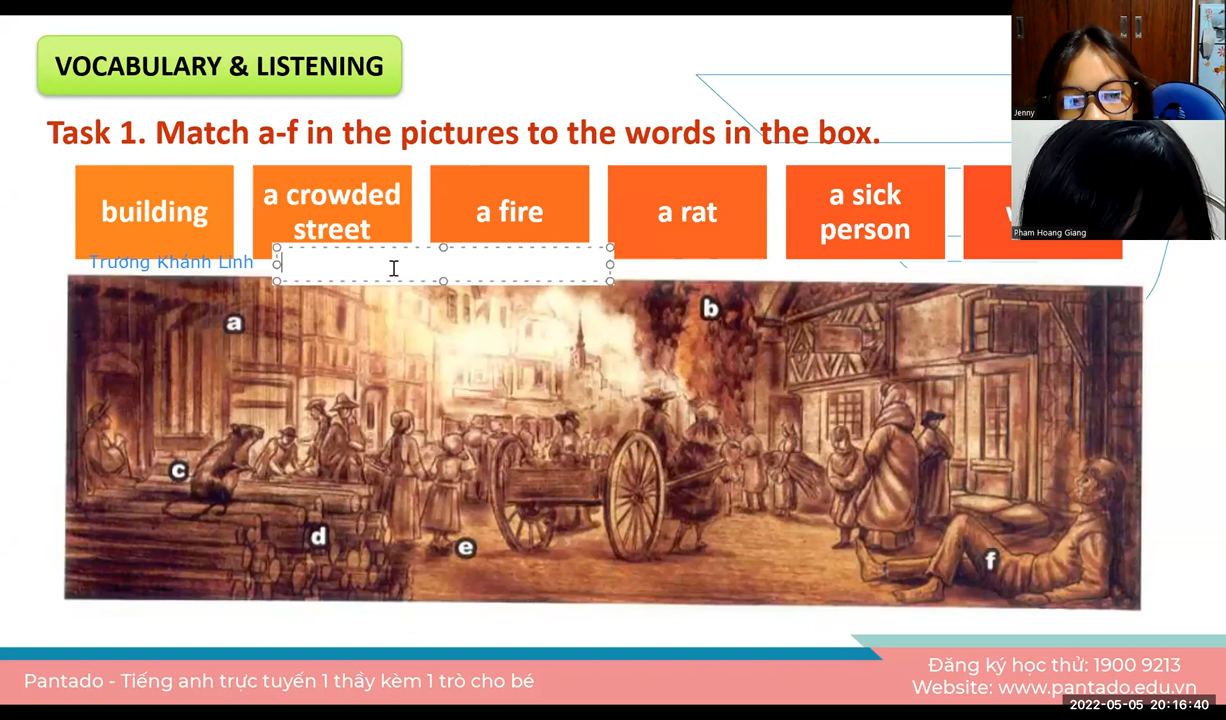 VOCABULARY & LISTENING
Task 1. Match a-f in the pictures to the words in the box.
building
a crowded
street
a fire
a rat
a sick
person
Trương Khánh Linh
Jenny
Pham Hoang Giang
a
b
c
d
e
f
Pantado - Tiếng anh trực tuyến 1 thầy kèm 1 trò cho bé
Đăng ký học thử: 1900 9213
Website: www.pantado.edu.vn
2022-05-05 20:16:40